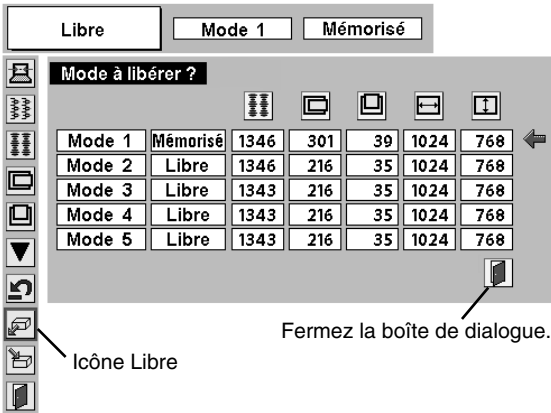 Libre Mode 1 Mémorisé
Mode à libérer ?
Mode 1 Mémorisé 1346 301 39 1024 768
Mode 2 Libre 1346 216 35 1024 768
Mode 3 Libre 1343 216 35 1024 768
Mode 4 Libre 1343 216 35 1024 768
Mode 5 Libre 1343 216 35 1024 768
Fermez la boîte de dialogue.
Icône Libre